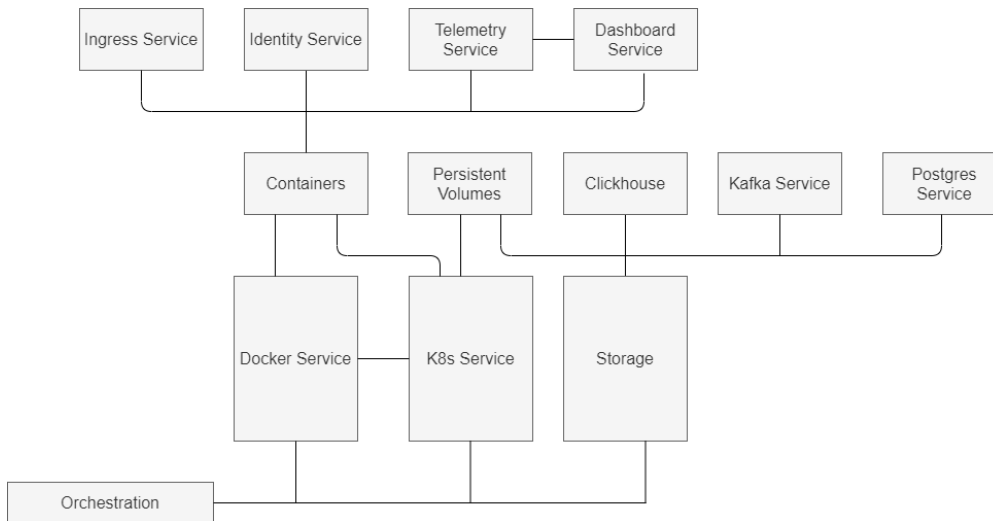 Ingress Service
Identity Service
Telemetry
Service
Dashboard
Service
Containers
Persistent
Volumes
Clickhouse
Kafka Service
Postgres
Service
Docker Service
K8s Service
Storage
Orchestration